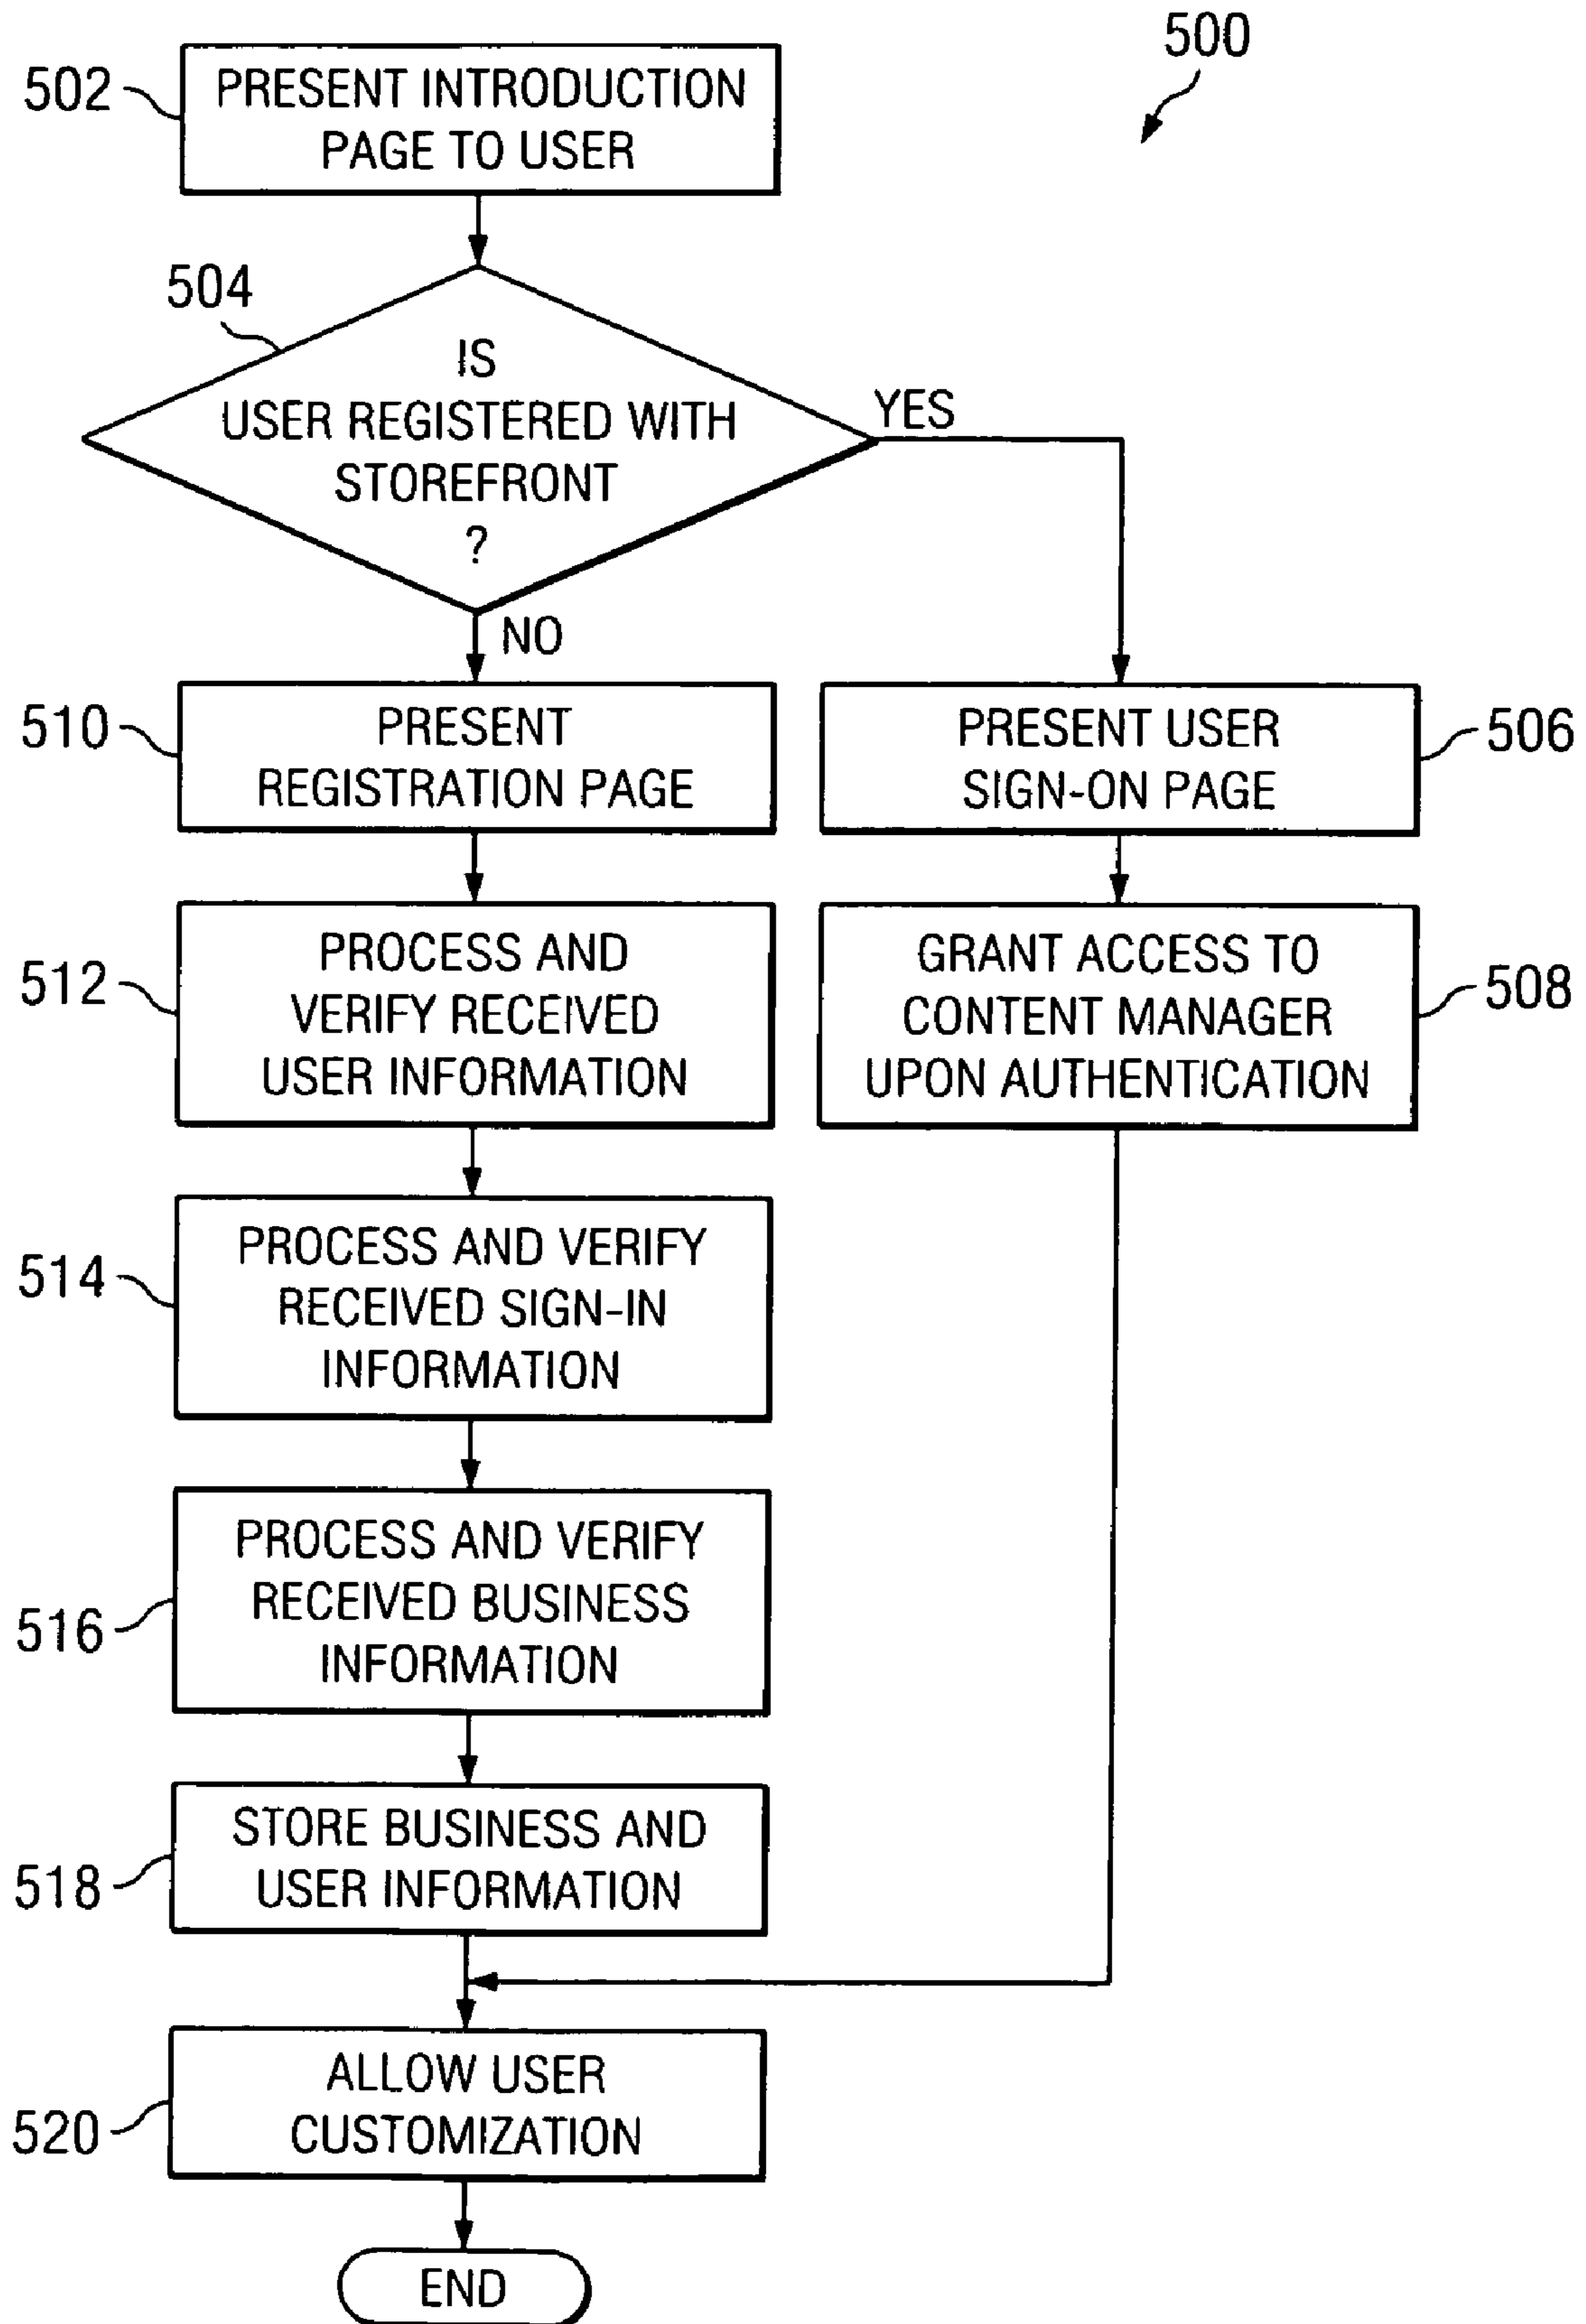 500
502
PRESENT INTRODUCTION
PAGE TO USER
504
IS
USER REGISTERED WITH
STOREFRONT
?
YES
NO
510
PRESENT
REGISTRATION PAGE
PRESENT USER
SIGN-ON PAGE
506
512
PROCESS AND
VERIFY RECEIVED
USER INFORMATION
GRANT ACCESS TO
CONTENT MANAGER
UPON AUTHENTICATION
508
514
PROCESS AND VERIFY
RECEIVED SIGN-IN
INFORMATION
516
PROCESS AND VERIFY
RECEIVED BUSINESS
INFORMATION
518
STORE BUSINESS AND
USER INFORMATION
520
ALLOW USER
CUSTOMIZATION
END